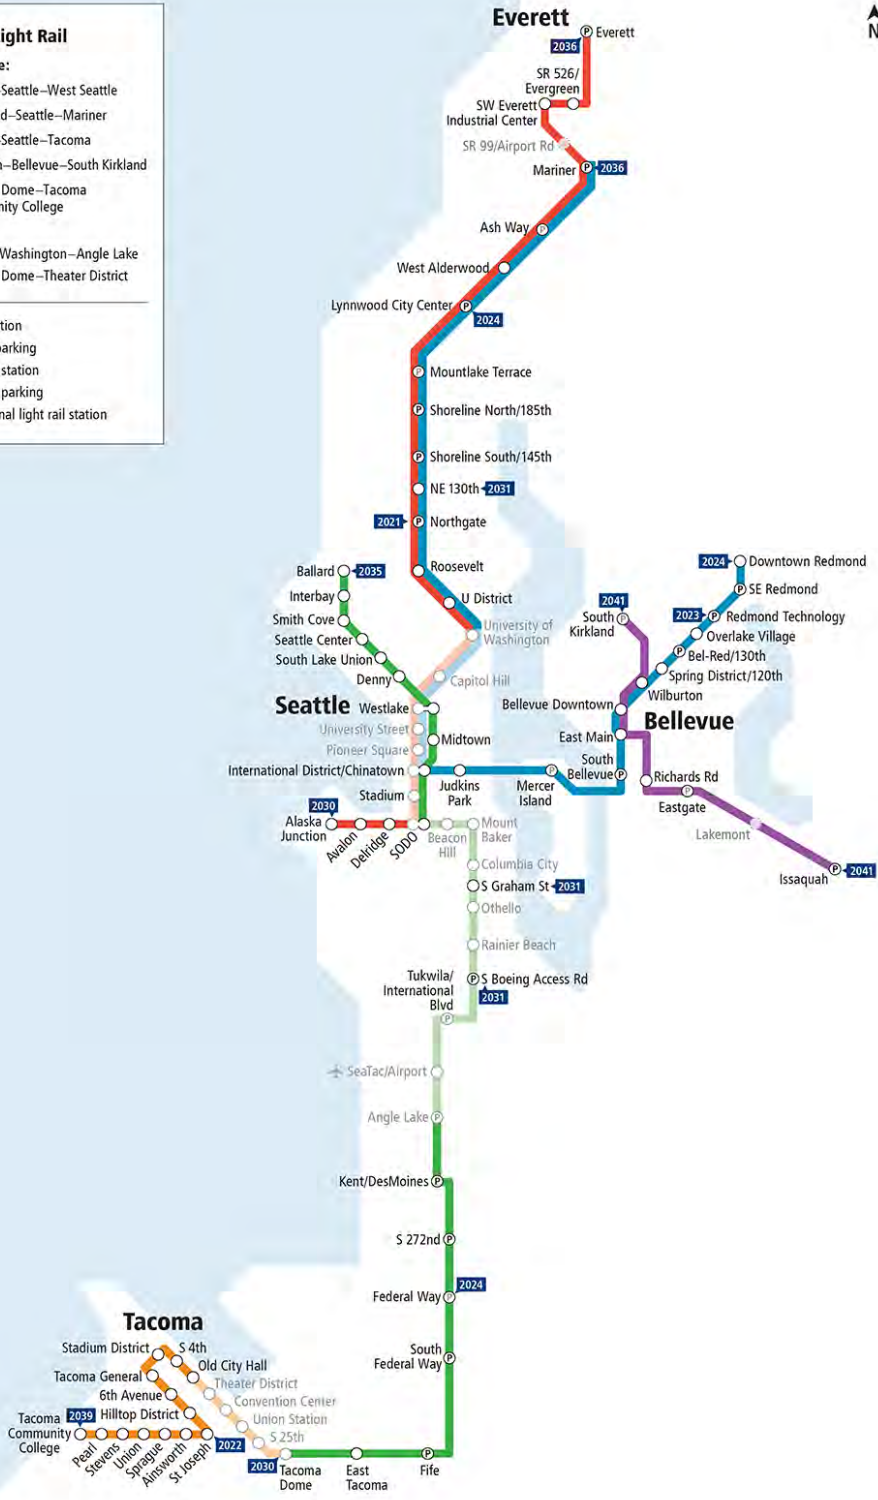 Everett
N
ight Rail
e:
-Seattle–West Seattle
d–Seattle–Mariner
-Seattle–Tacoma
n–Bellevue–South Kirkland
Dome–Tacoma
nity College
Washington–Angle Lake
Dome–Theater District
tion
parking
station
parking
nal light rail station
Everett
2036
SR 526/
Evergreen
SW Everett
Industrial Center
SR 99/Airport Rd
Mariner
2036
Ash Way
West Alderwood
Lynnwood City Center
2024
Mountlake Terrace
Shoreline North/185th
Shoreline South/145th
NE 130th
2031
2021
Northgate
Roosevelt
U District
University of
Washington
Capitol Hill
Ballard
2035
Interbay
Smith Cove
Seattle Center
South Lake Union
Denny
Seattle
Westlake
University Street
Midtown
Pioneer Square
International District/Chinatown
Stadium
Judkins
Park
Mercer
Island
South
Bellevue
East Main
Bellevue Downtown
Bellevue
Wilburton
Spring District/120th
Bel-Red/130th
Overlake Village
2023
Redmond Technology
SE Redmond
2024
Downtown Redmond
2041
South
Kirkland
Richards Rd
Eastgate
Lakemont
Issaquah
2041
2030
Alaska
Junction
Avalon
Delridge
SODO
Beacon
Hill
Mount
Baker
Columbia City
S Graham St
2031
Othello
Rainier Beach
S Boeing Access Rd
2031
Tukwila/
International
Blvd
SeaTac/Airport
Angle Lake
Kent/DesMoines
S 272nd
2024
Federal Way
South
Federal Way
Tacoma
Stadium District
S 4th
Old City Hall
Theater District
Convention Center
Union Station
S 25th
Tacoma General
6th Avenue
Hilltop District
Tacoma
Community
College
2039
Pearl
Stevens
Union
Sprague
Ainsworth
St Joseph
2022
2030
Tacoma
Dome
East
Tacoma
Fife